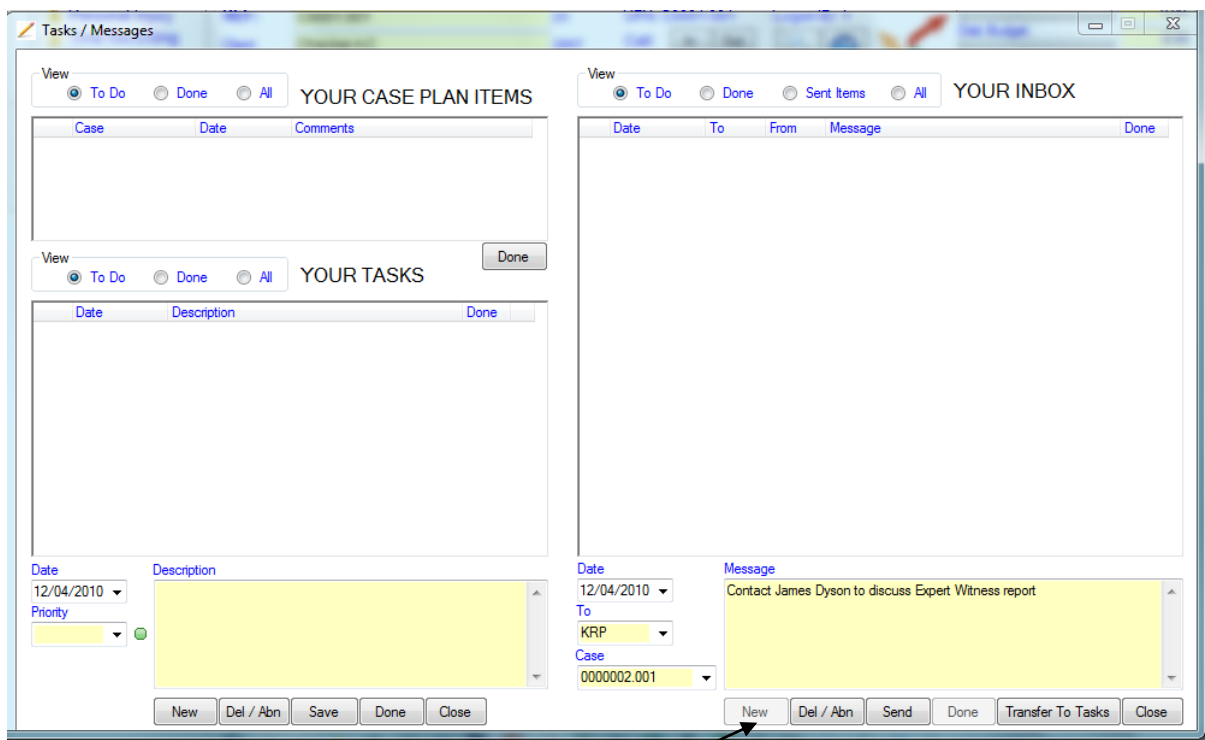 Tasks / Messages
View
To Do Done All YOUR CASE PLAN ITEMS
Case Date Comments
Done
View
To Do Done All YOUR TASKS
Date Description Done
Date Description
12/04/2010
Priority
New Del / Abn Save Done Close
View
To Do Done Sent Items All YOUR INBOX
Date To From Message Done
Date Message
12/04/2010 Contact James Dyson to discuss Expert Witness report
To
KRP
Case
0000002.001
New Del / Abn Send Done Transfer To Tasks Close